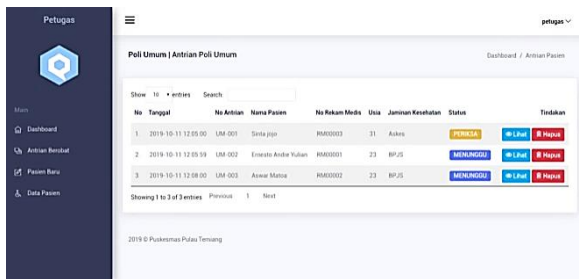 Petugas
petugas
Poli Umum | Antrian Poli Umum
Dashboard / Antrian Pasien
Main
Dashboard
Antrian Berobat
Pasien Baru
Data Pasien
Show 10 entries Search
No Tanggal No Antrian Nama Pasien No Rekam Medis Usia Jaminan Kesehatan Status Tindakan
1 2019-10-11 12:05:00 UM-001 Sinta jojo RM00003 31 Askes PERIKSA Lihat Hapus
2 2019-10-11 12:05:59 UM-002 Ernesto Andre Yulian RM00001 23 BPJS MENUNGGU Lihat Hapus
3 2019-10-11 12:08:00 UM-003 Aswar Matoa RM00002 23 BPJS MENUNGGU Lihat Hapus
Showing 1 to 3 of 3 entries Previous 1 Next
2019 © Puskesmas Pulau